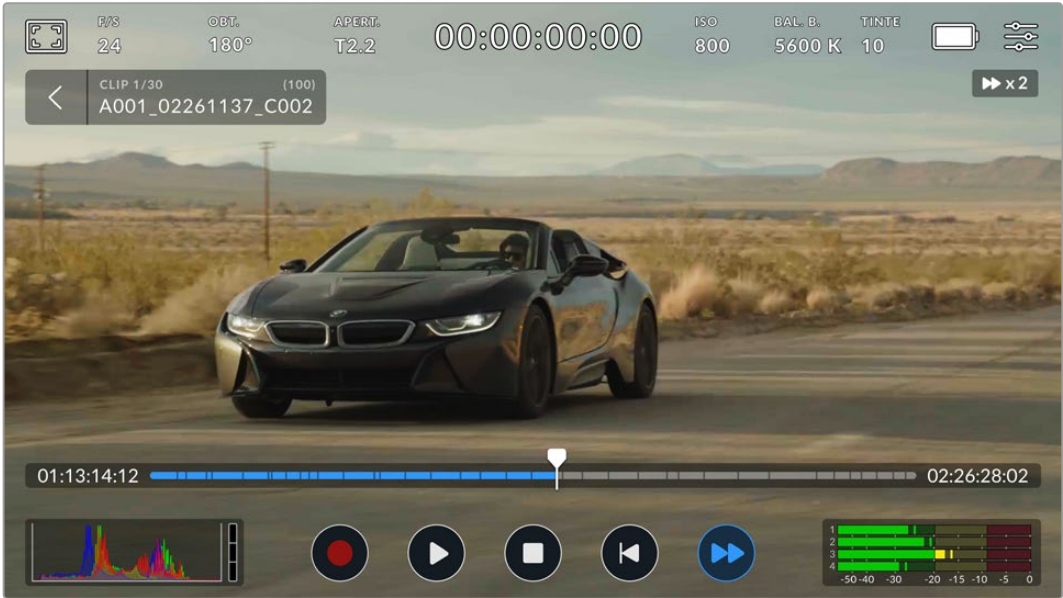 F/S
24
OBT.
180°
APERT.
T2.2
00:00:00:00
ISO
800
BAL. B.
5600 K
TINTE
10
CLIP 1/30 (100)
A001_02261137_C002
x 2
01:13:14:12
02:26:28:02
1
2
3
4
-50 -40 -30 -20 -15 -10 -5 0